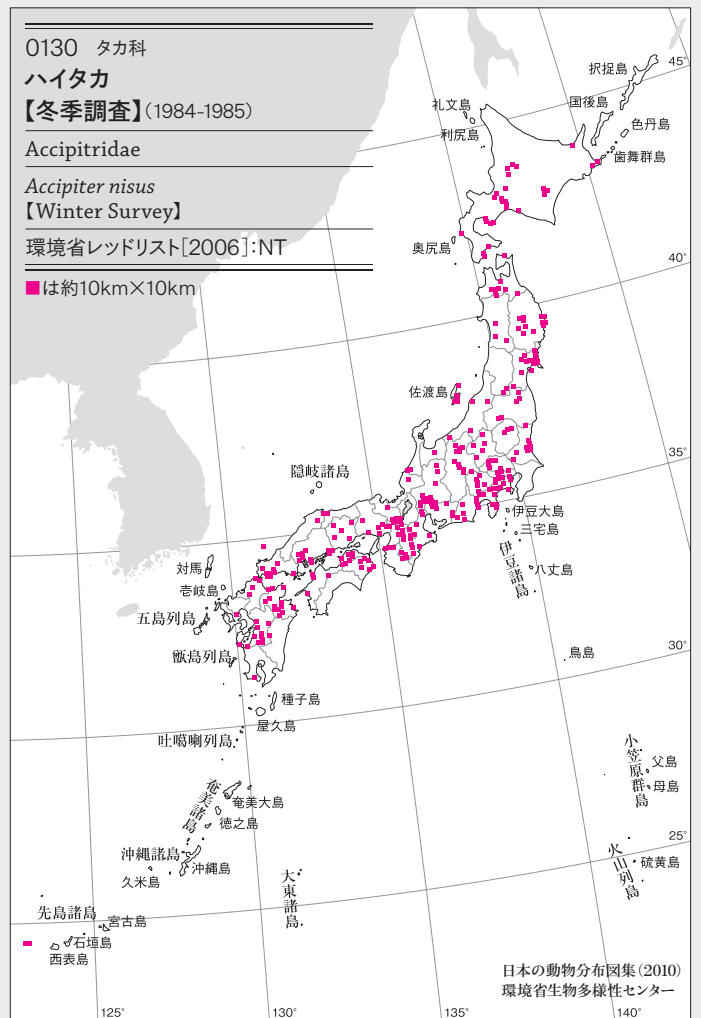 0130 タカ科
ハイタカ
【冬季調査】(1984-1985)
Accipitridae
Accipiter nisus
【Winter Survey】
環境省レッドリスト[2006]:NT
■は約10km×10km
択捉島
45°
礼文島
国後島
利尻島
色丹島
歯舞群島
奥尻島
40°
佐渡島
35°
隠岐諸島
伊豆大島
三宅島
伊豆諸島
八丈島
対馬
壱岐島
五島列島
甑島列島
鳥島
30°
種子島
屋久島
吐噶喇列島
小笠原群島
父島
母島
奄美諸島
奄美大島
徳之島
25°
沖縄諸島
沖縄島
久米島
大東諸島
火山列島
硫黄島
先島諸島
宮古島
石垣島
西表島
日本の動物分布図集(2010)
環境省生物多様性センター
125°
130°
135°
140°